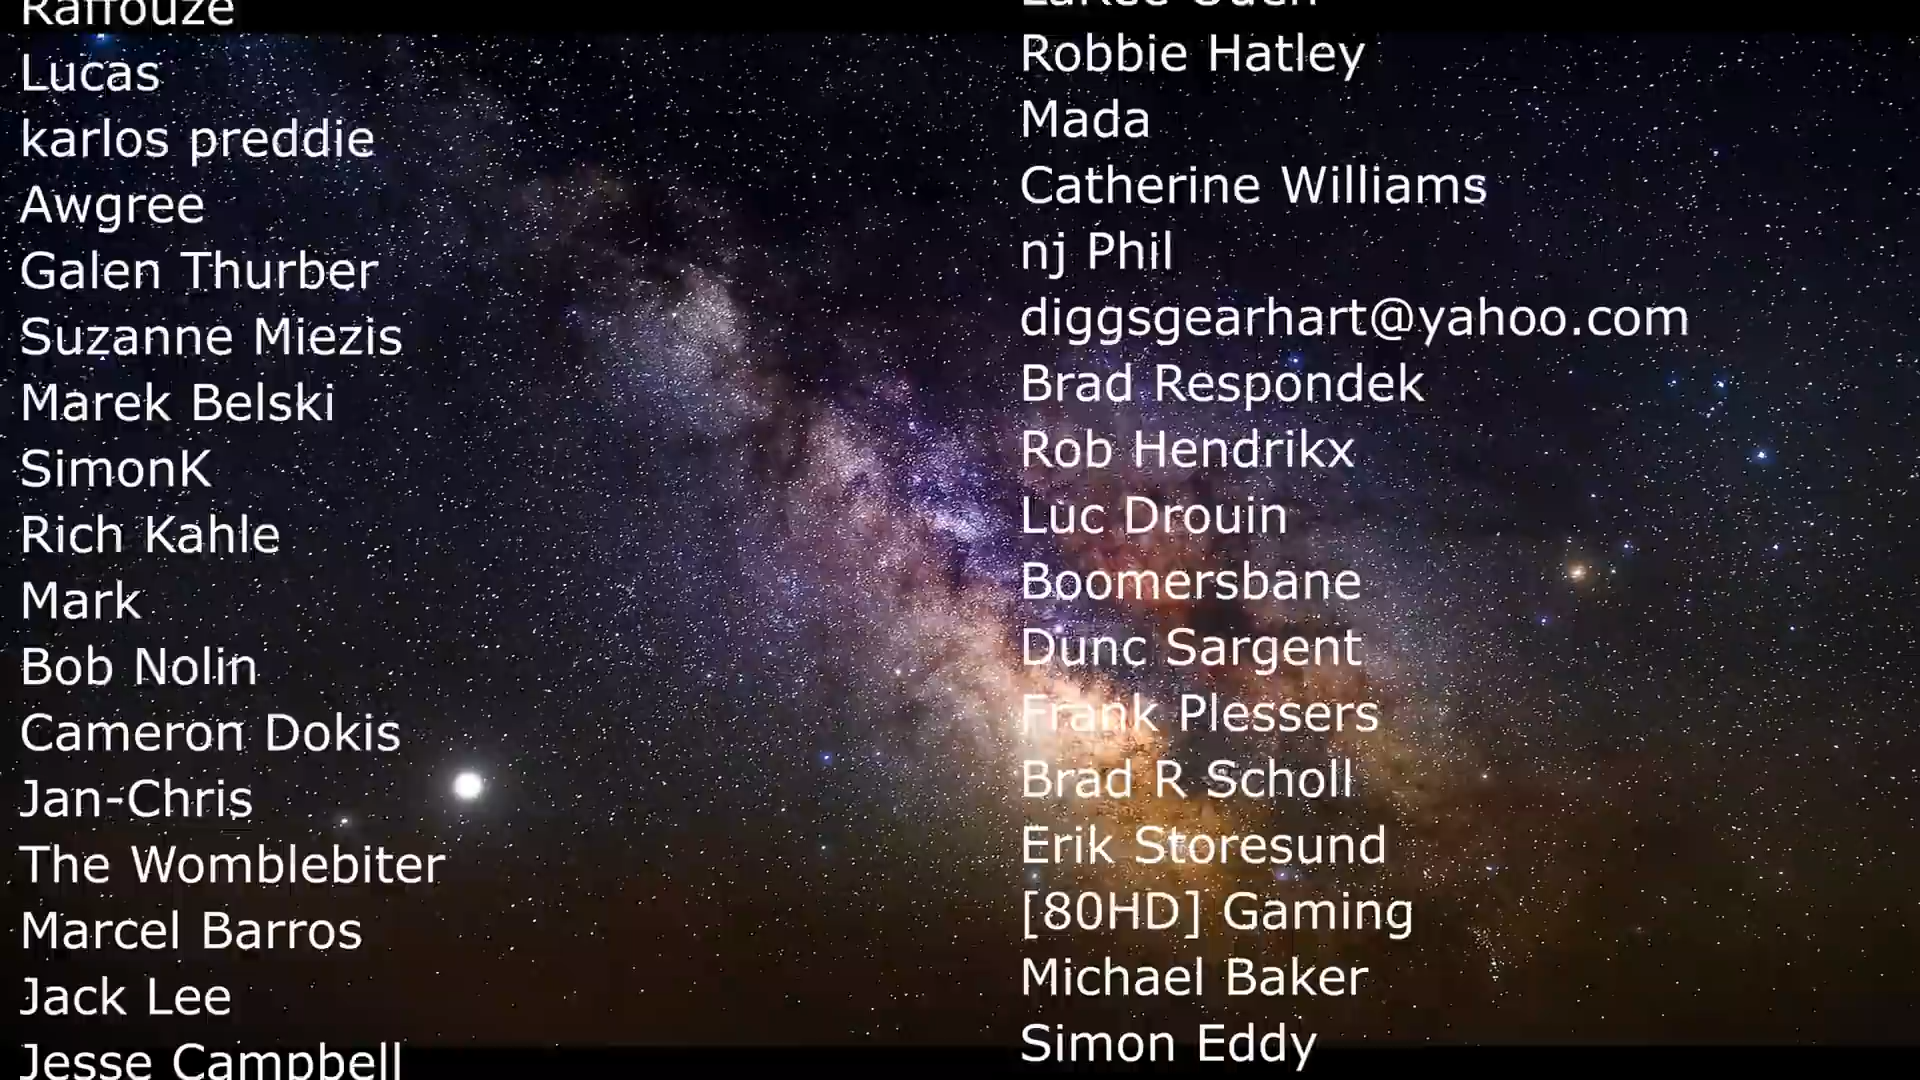 Raffouze
Lucas
karlos preddie
Awgree
Galen Thurber
Suzanne Miezis
Marek Belski
SimonK
Rich Kahle
Mark
Bob Nolin
Cameron Dokis
Jan-Chris
The Womblebiter
Marcel Barros
Jack Lee
Jesse Campbell
Robbie Hatley
Mada
Catherine Williams
nj Phil
diggsgearhart@yahoo.com
Brad Respondek
Rob Hendrikx
Luc Drouin
Boomersbane
Dunc Sargent
Frank Plessers
Brad R Scholl
Erik Storesund
[80HD] Gaming
Michael Baker
Simon Eddy